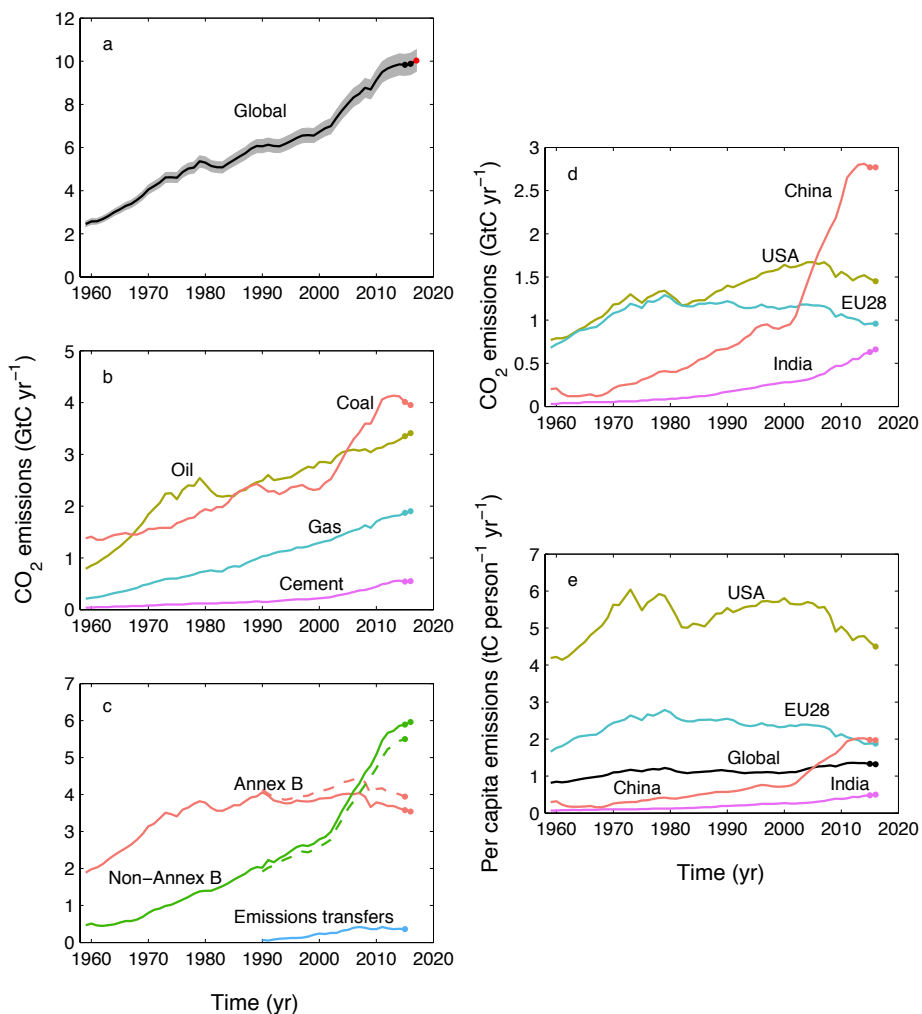 a
Global
12
10
8
6
4
2
0
1960 1970 1980 1990 2000 2010 2020
b
Coal
Oil
Gas
Cement
5
4
3
2
1
0
1960 1970 1980 1990 2000 2010 2020
CO2 emissions (GtC yr−1)
c
Annex B
Non−Annex B
Emissions transfers
7
6
5
4
3
2
1
0
1960 1970 1980 1990 2000 2010 2020
Time (yr)
d
China
USA
EU28
India
3
2.5
2
1.5
1
0.5
0
1960 1970 1980 1990 2000 2010 2020
CO2 emissions (GtC yr−1)
e
USA
EU28
Global
China
India
7
6
5
4
3
2
1
0
1960 1970 1980 1990 2000 2010 2020
Per capita emissions (tC person−1 yr−1)
Time (yr)